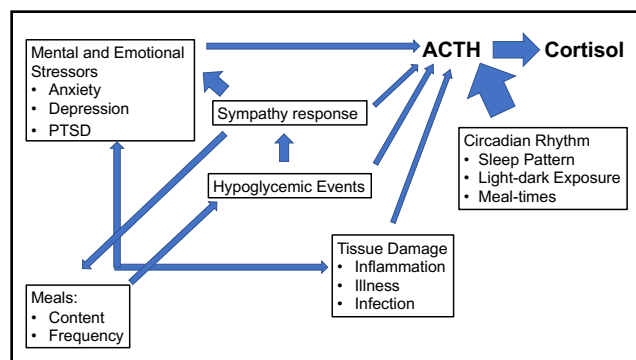 Mental and Emotional
Stressors
• Anxiety
• Depression
• PTSD
ACTH
Cortisol
Sympathy response
Circadian Rhythm
• Sleep Pattern
• Light-dark Exposure
• Meal-times
Hypoglycemic Events
Tissue Damage
• Inflammation
• Illness
• Infection
Meals:
• Content
• Frequency